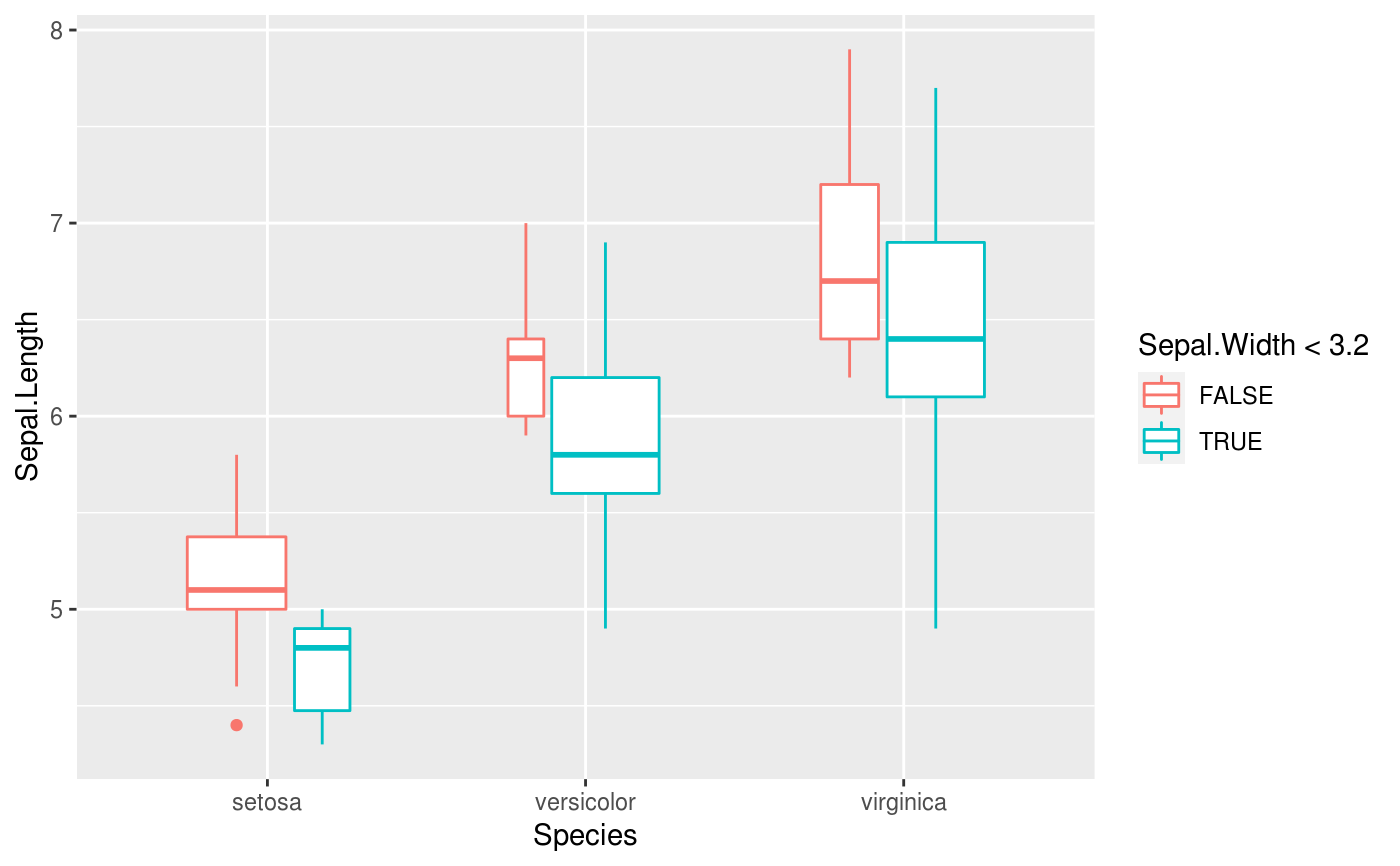 8
7
6
5
Sepal.Length
setosa versicolor virginica
Species
Sepal.Width < 3.2
FALSE
TRUE